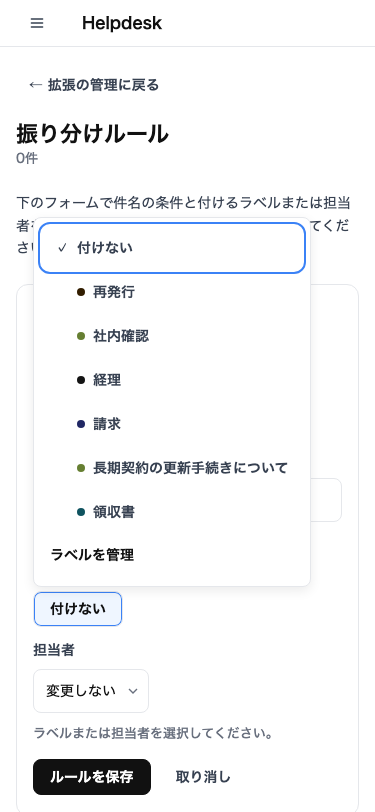 Helpdesk
← 拡張の管理に戻る
振り分けルール
0件
下のフォームで件名の条件と付けるラベルまたは担当
者
てくだ
さい
✓ 付けない
再発行
社内確認
経理
請求
長期契約の更新手続きについて
領収書
ラベルを管理
付けない
担当者
変更しない
ラベルまたは担当者を選択してください。
ルールを保存
取り消し